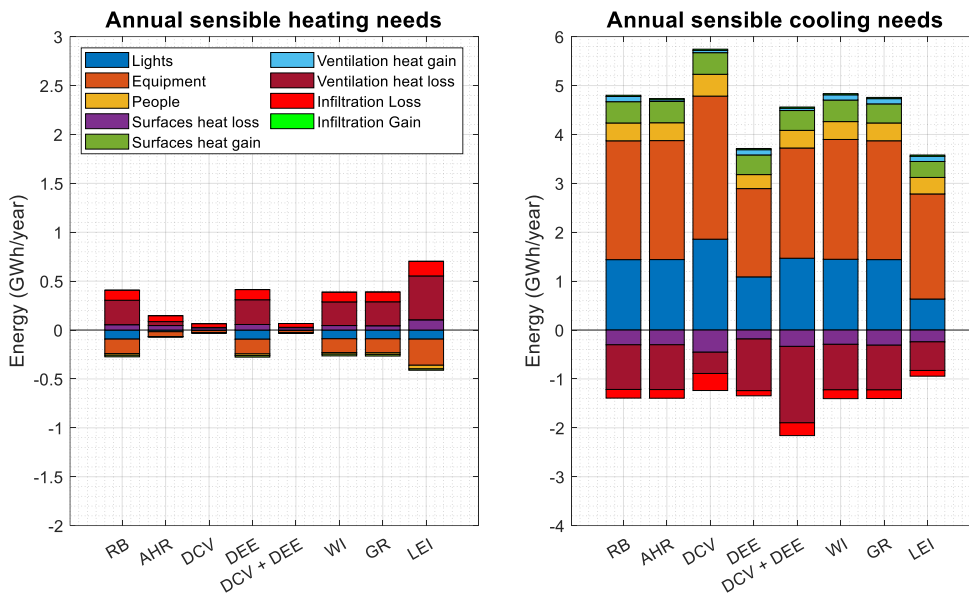 Annual sensible heating needs
Energy (GWh/year)
3
2.5
2
1.5
1
0.5
0
-0.5
-1
-1.5
-2
Lights
Equipment
People
Surfaces heat loss
Surfaces heat gain
Ventilation heat gain
Ventilation heat loss
Infiltration Loss
Infiltration Gain
RB
AHR
DCV
DEE
DCV + DEE
WI
GR
LEI
Annual sensible cooling needs
Energy (GWh/year)
6
5
4
3
2
1
0
-1
-2
-3
-4
RB
AHR
DCV
DEE
DCV + DEE
WI
GR
LEI